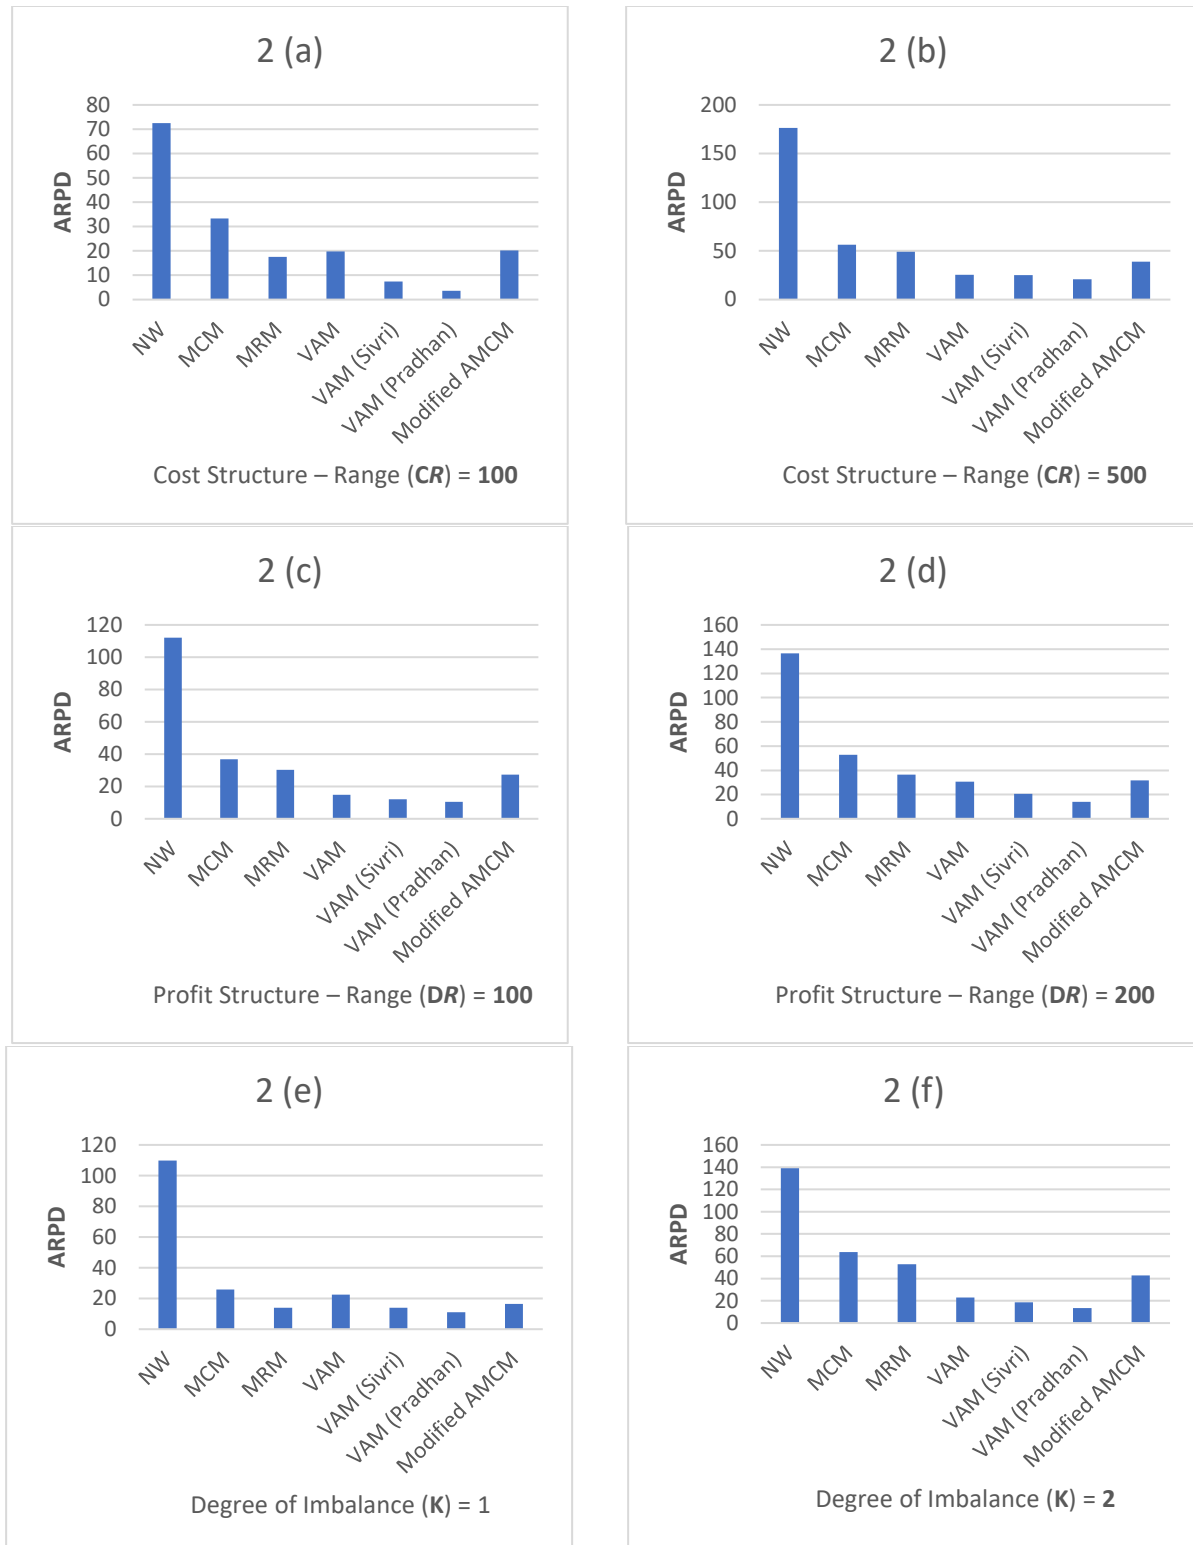 2 (a)
80
70
60
50
40
30
20
10
0
ARPD
NW
MCM
MRM
VAM
VAM (Sivri)
VAM (Pradhan)
Modified AMCM
Cost Structure – Range (CR) = 100
2 (b)
200
150
100
50
0
ARPD
NW
MCM
MRM
VAM
VAM (Sivri)
VAM (Pradhan)
Modified AMCM
Cost Structure – Range (CR) = 500
2 (c)
120
100
80
60
40
20
0
ARPD
NW
MCM
MRM
VAM
VAM (Sivri)
VAM (Pradhan)
Modified AMCM
Profit Structure – Range (DR) = 100
2 (d)
160
140
120
100
80
60
40
20
0
ARPD
NW
MCM
MRM
VAM
VAM (Sivri)
VAM (Pradhan)
Modified AMCM
Profit Structure – Range (DR) = 200
2 (e)
120
100
80
60
40
20
0
ARPD
NW
MCM
MRM
VAM
VAM (Sivri)
VAM (Pradhan)
Modified AMCM
Degree of Imbalance (K) = 1
2 (f)
160
140
120
100
80
60
40
20
0
ARPD
NW
MCM
MRM
VAM
VAM (Sivri)
VAM (Pradhan)
Modified AMCM
Degree of Imbalance (K) = 2